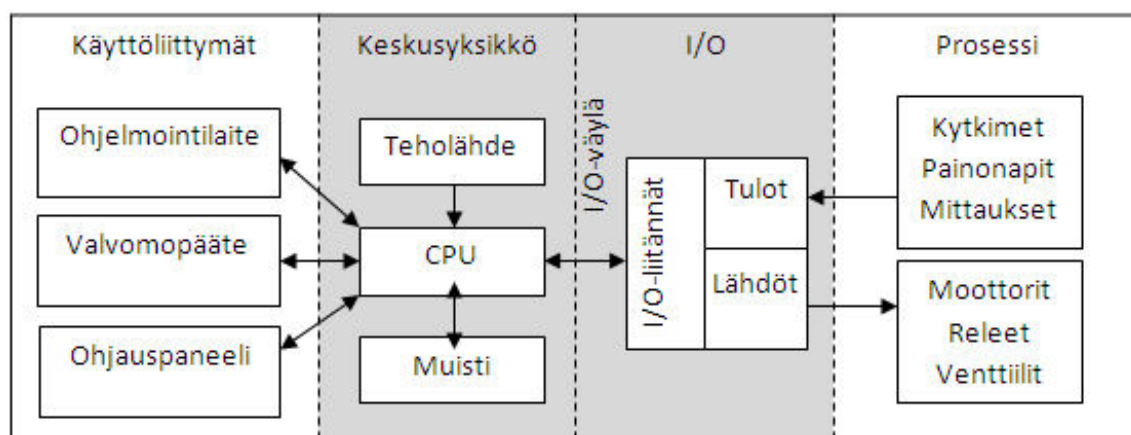 Käyttöliittymät
Ohjelmointilaite
Valvomopääte
Ohjauspaneeli
Keskusyksikkö
Teholähde
CPU
Muisti
I/O-väylä
I/O
I/O-liitännät
Tulot
Lähdöt
Prosessi
Kytkimet
Painonapit
Mittaukset
Moottorit
Releet
Venttiilit